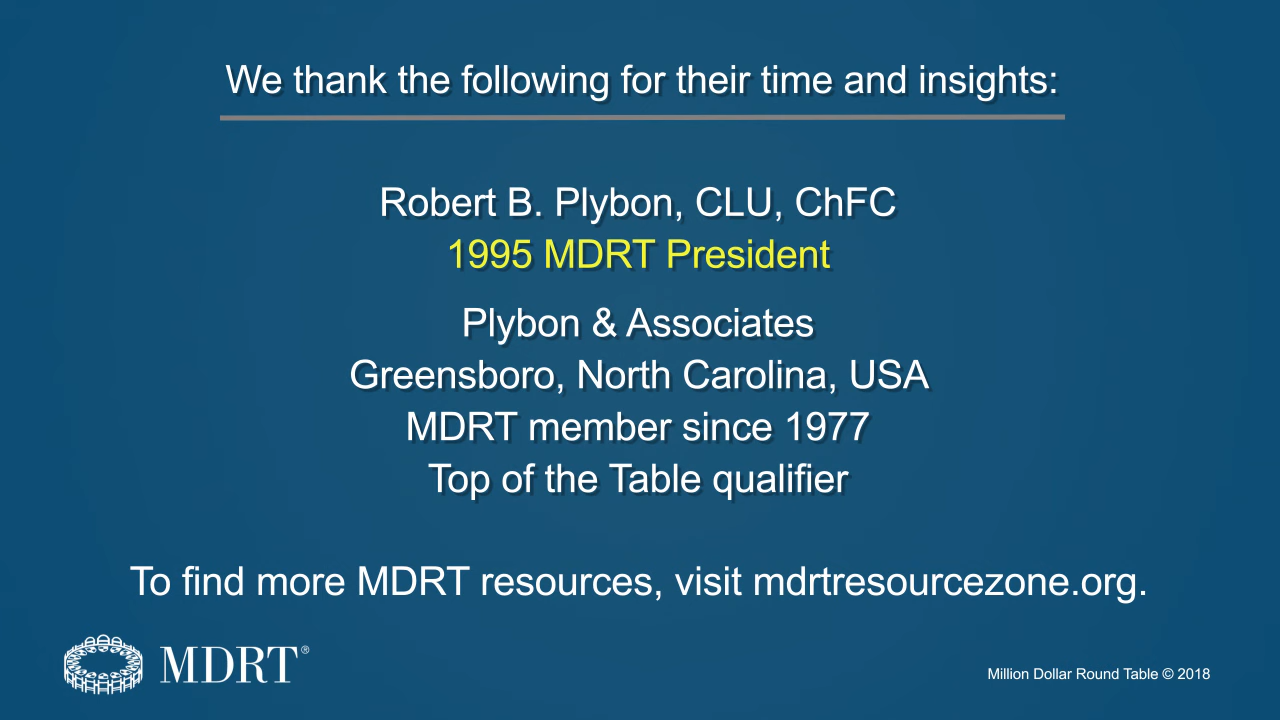 We thank the following for their time and insights:
Robert B. Plybon, CLU, ChFC
1995 MDRT President
Plybon & Associates
Greensboro, North Carolina, USA
MDRT member since 1977
Top of the Table qualifier
To find more MDRT resources, visit mdrtresourcezone.org.
MDRT®
Million Dollar Round Table © 2018